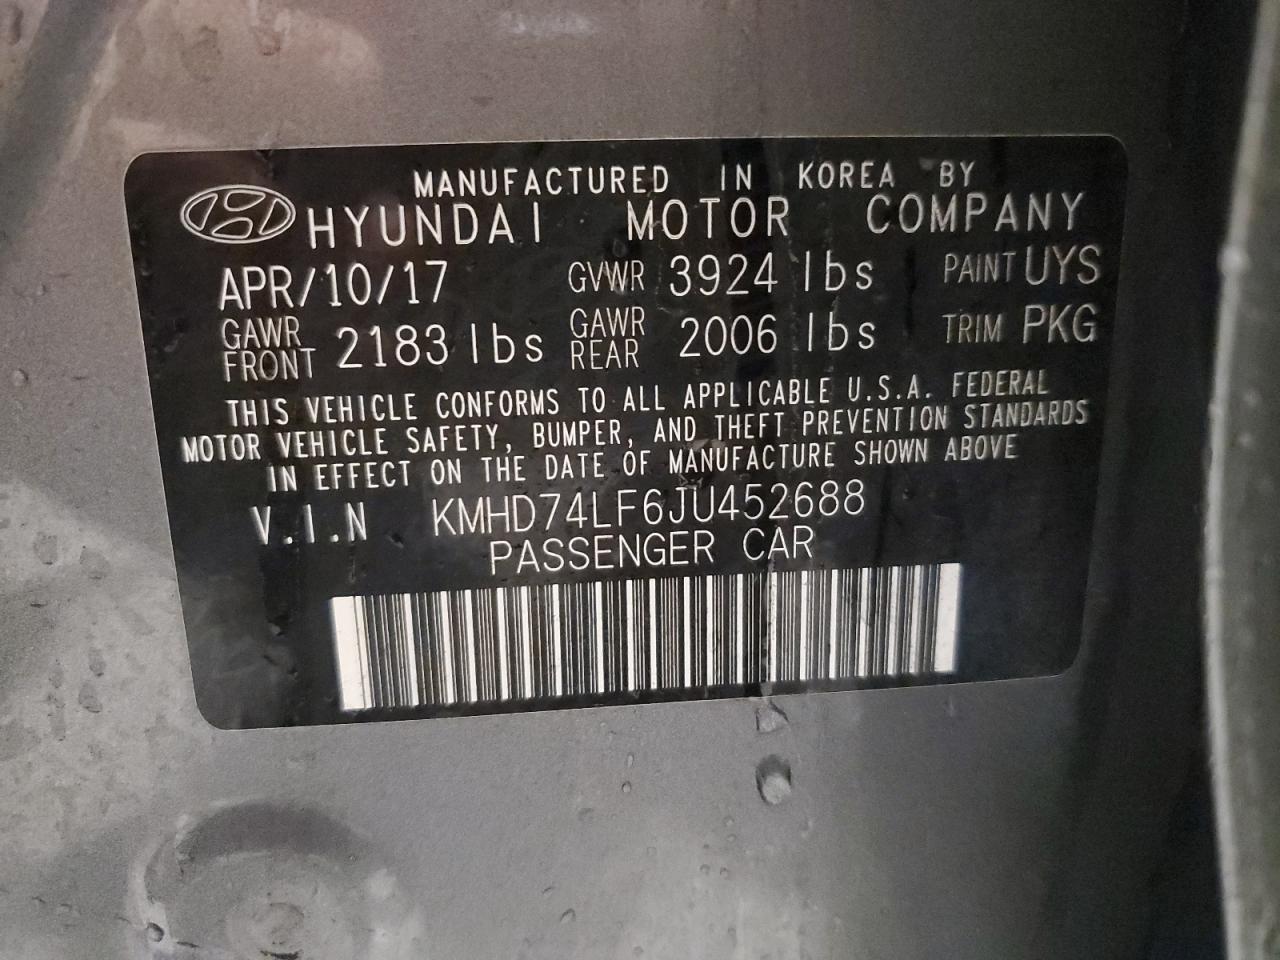 MANUFACTURED IN KOREA BY
HYUNDAI MOTOR COMPANY
APR/10/17 GVWR 3924 lbs PAINT UYS
GAWR FRONT 2183 lbs GAWR REAR 2006 lbs TRIM PKG
THIS VEHICLE CONFORMS TO ALL APPLICABLE U.S.A. FEDERAL
MOTOR VEHICLE SAFETY, BUMPER, AND THEFT PREVENTION STANDARDS
IN EFFECT ON THE DATE OF MANUFACTURE SHOWN ABOVE
V.I.N KMHD74LF6JU452688
PASSENGER CAR